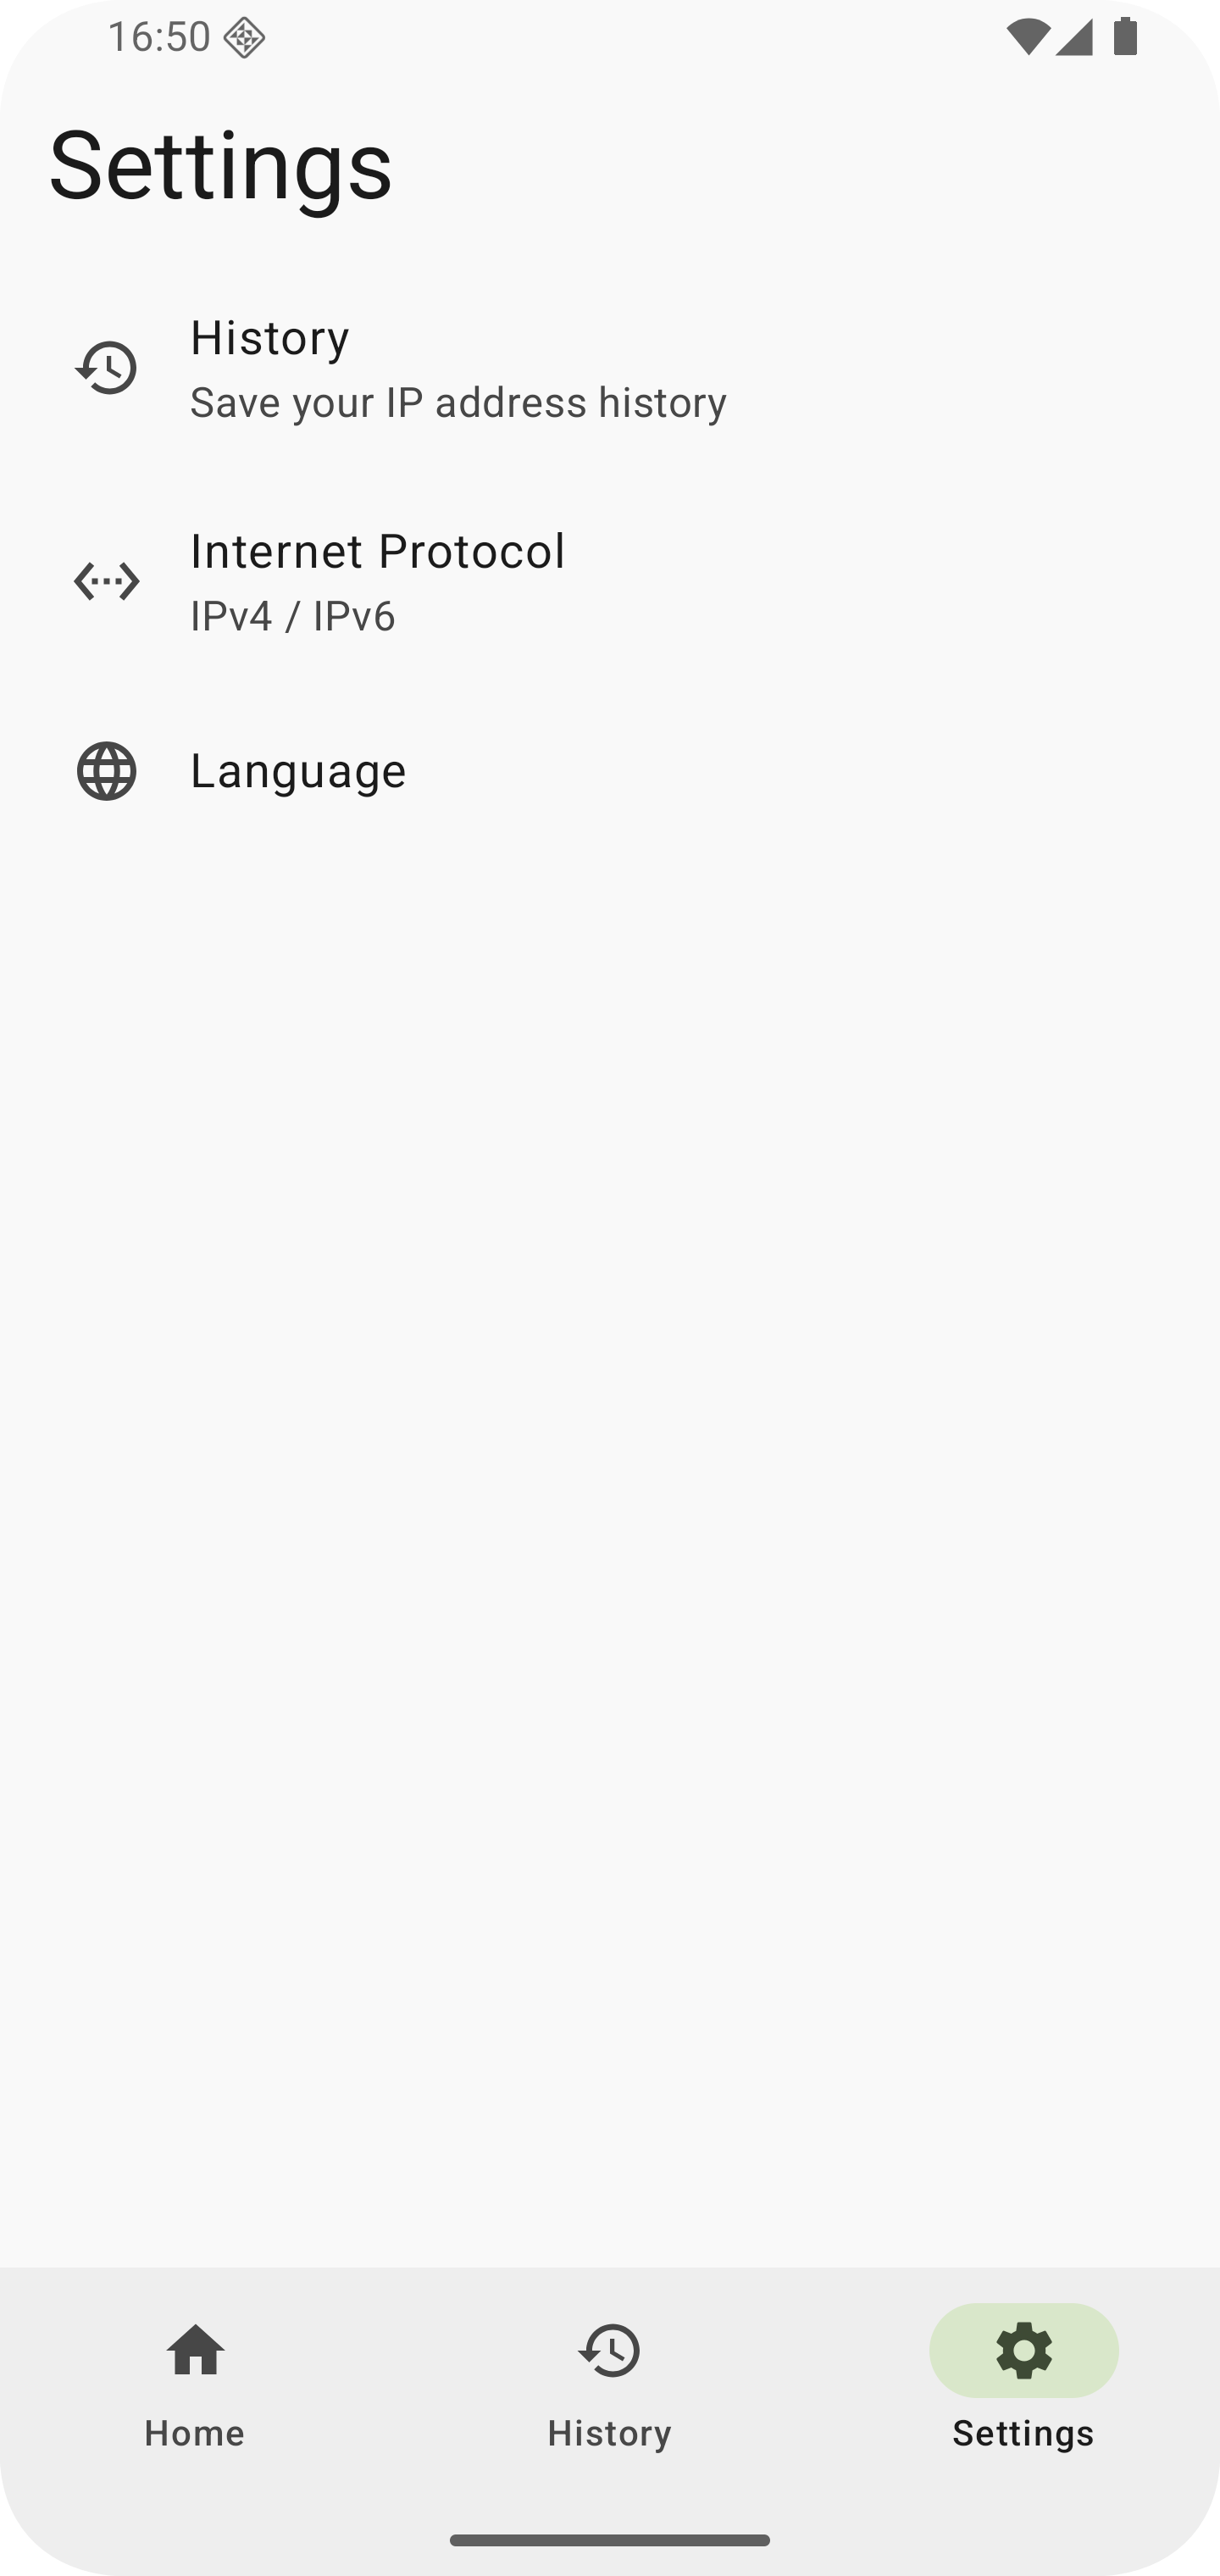 16:50
Settings
History
Save your IP address history
Internet Protocol
IPv4 / IPv6
Language
Home
History
Settings